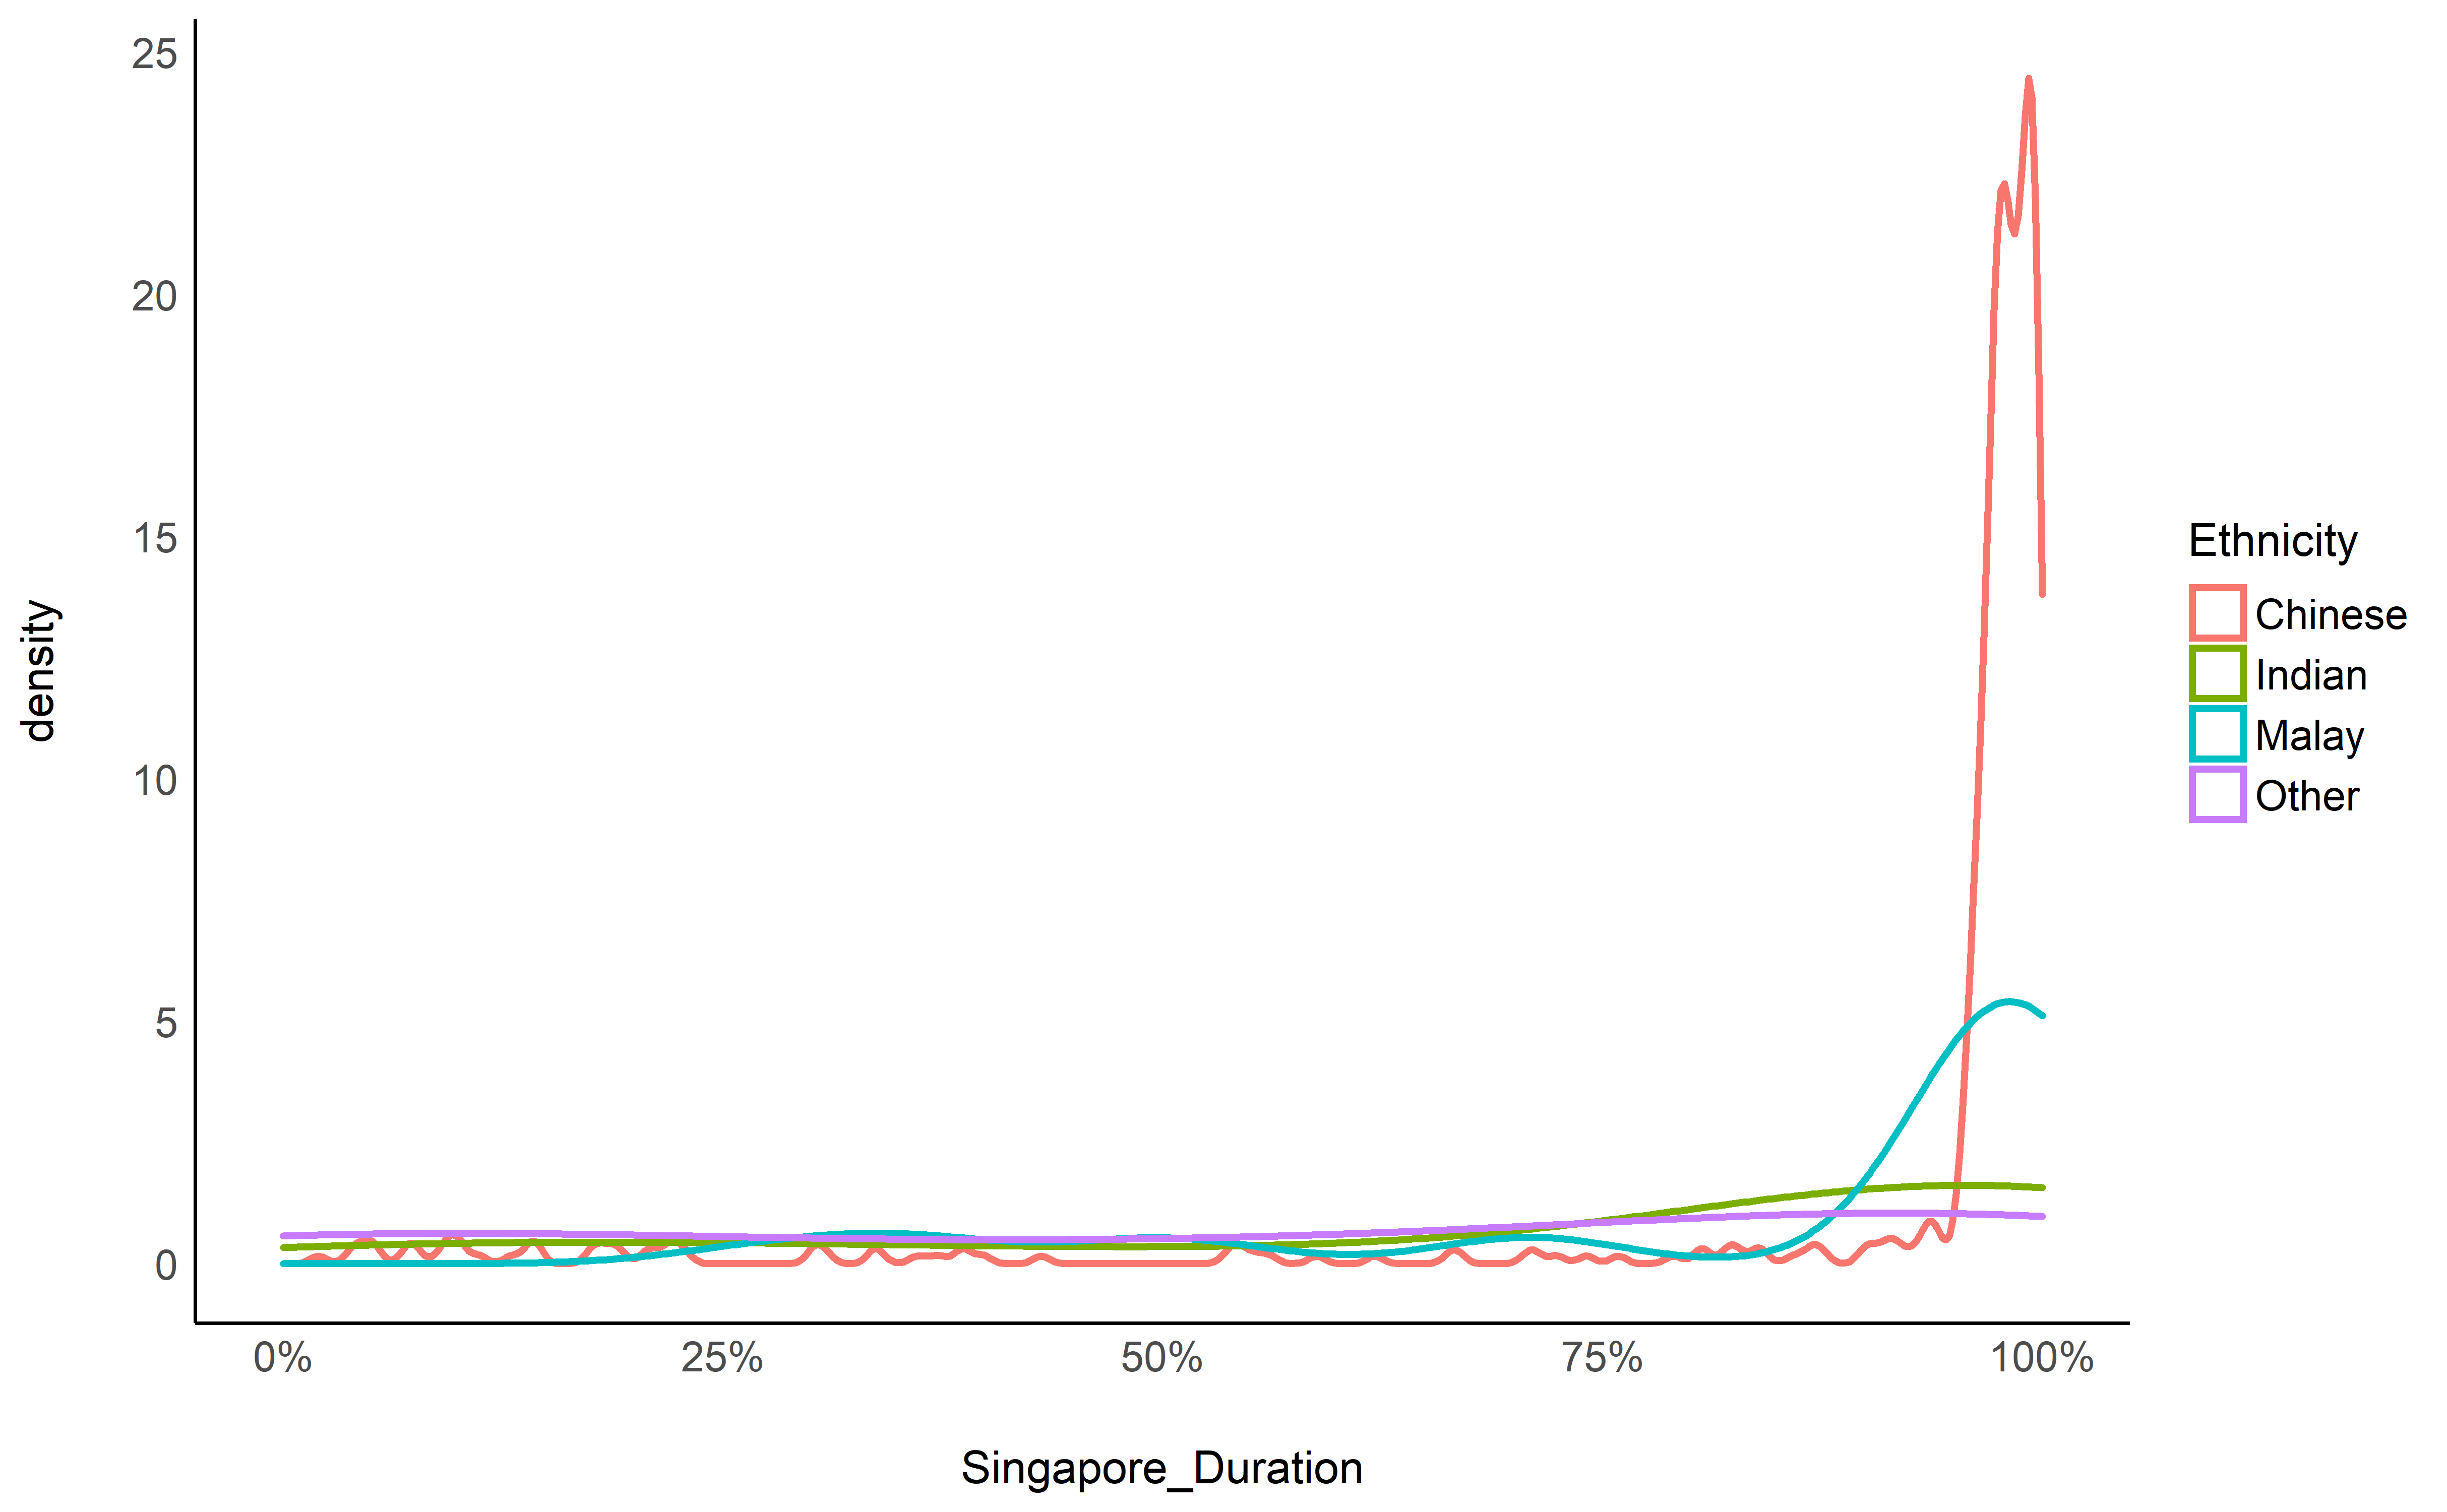 25
20
15
10
5
0
density
0% 25% 50% 75% 100%
Singapore_Duration
Ethnicity
Chinese
Indian
Malay
Other